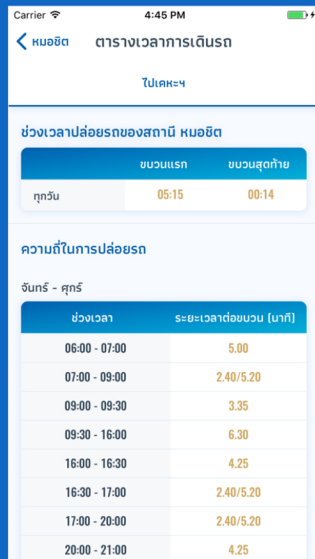 Carrier 4:45 PM
หมอชิต ตารางเวลาการเดินรถ
ไปเคหะฯ
ช่วงเวลาปล่อยรถของสถานี หมอชิต
ขบวนแรก ขบวนสุดท้าย
ทุกวัน 05:15 00:14
ความถี่ในการปล่อยรถ
จันทร์ - ศุกร์
ช่วงเวลา ระยะเวลาต่อขบวน (นาที)
06:00 - 07:00 5.00
07:00 - 09:00 2.40/5.20
09:00 - 09:30 3.35
09:30 - 16:00 6.30
16:00 - 16:30 4.25
16:30 - 17:00 2.40/5.20
17:00 - 20:00 2.40/5.20
20:00 - 21:00 4.25